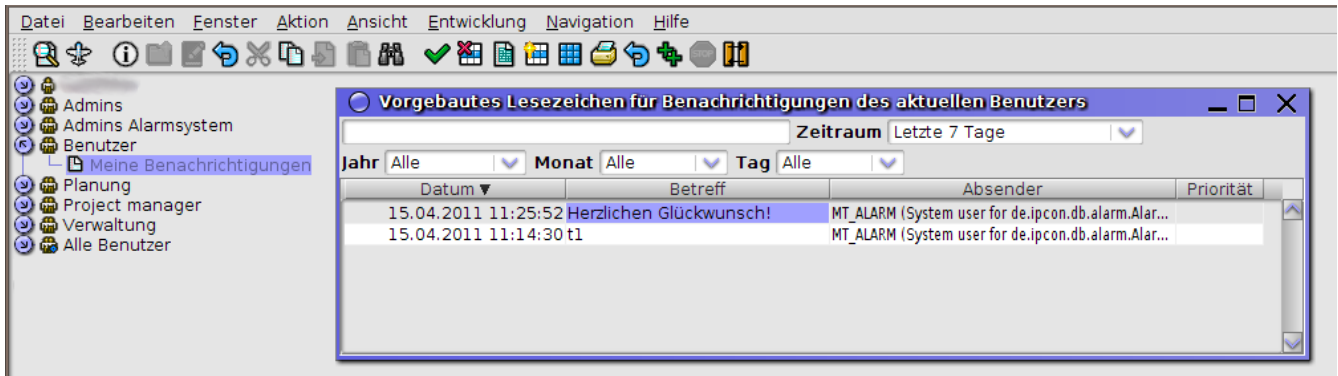 Datei Bearbeiten Fenster Aktion Ansicht Entwicklung Navigation Hilfe
Admins
Admins Alarmsystem
Benutzer
Meine Benachrichtigungen
Planung
Project manager
Verwaltung
Alle Benutzer
Vorgebautes Lesezeichen für Benachrichtigungen des aktuellen Benutzers
Zeitraum Letzte 7 Tage
Jahr Alle Monat Alle Tag Alle
Datum ▼ Betreff Absender Priorität
15.04.2011 11:25:52 Herzlichen Glückwunsch! MT_ALARM (System user for de.ipcon.db.alarm.Alar...
15.04.2011 11:14:30 t1 MT_ALARM (System user for de.ipcon.db.alarm.Alar...